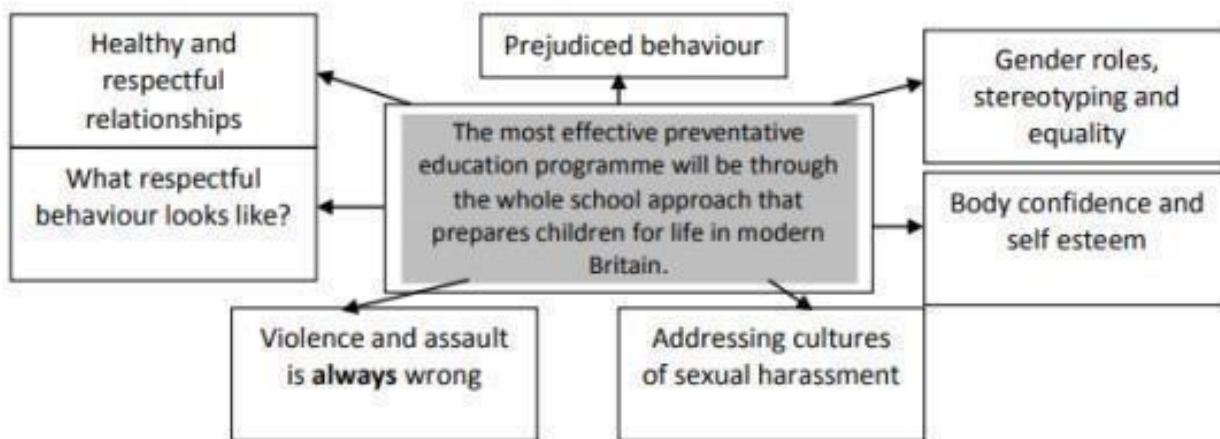 Healthy and
respectful
relationships
Prejudiced behaviour
Gender roles,
stereotyping and
equality
The most effective preventative
education programme will be through
the whole school approach that
prepares children for life in modern
Britain.
What respectful
behaviour looks like?
Body confidence and
self esteem
Violence and assault
is always wrong
Addressing cultures
of sexual harassment